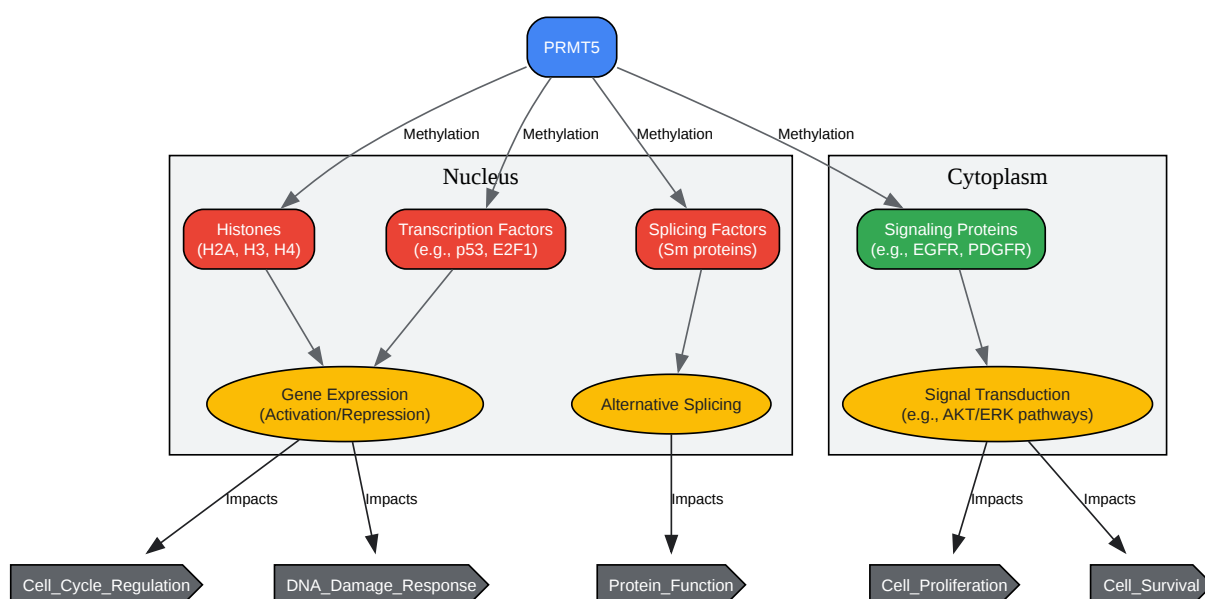 PRMT5
Methylation
Methylation
Methylation
Methylation
Nucleus
Cytoplasm
Histones
(H2A, H3, H4)
Transcription Factors
(e.g., p53, E2F1)
Splicing Factors
(Sm proteins)
Signaling Proteins
(e.g., EGFR, PDGFR)
Gene Expression
(Activation/Repression)
Alternative Splicing
Signal Transduction
(e.g., AKT/ERK pathways)
Impacts
Impacts
Impacts
Impacts
Impacts
Cell_Cycle_Regulation
DNA_Damage_Response
Protein_Function
Cell_Proliferation
Cell_Survival